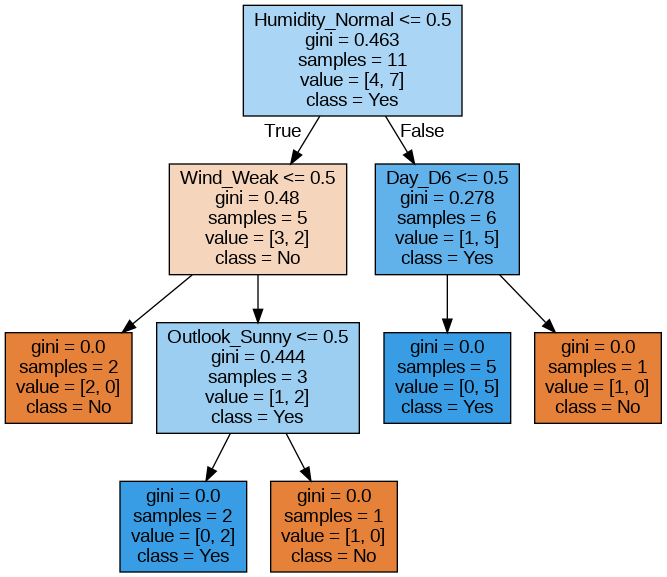 Humidity_Normal <= 0.5
gini = 0.463
samples = 11
value = [4, 7]
class = Yes
True
False
Wind_Weak <= 0.5
gini = 0.48
samples = 5
value = [3, 2]
class = No
Day_D6 <= 0.5
gini = 0.278
samples = 6
value = [1, 5]
class = Yes
gini = 0.0
samples = 2
value = [2, 0]
class = No
Outlook_Sunny <= 0.5
gini = 0.444
samples = 3
value = [1, 2]
class = Yes
gini = 0.0
samples = 5
value = [0, 5]
class = Yes
gini = 0.0
samples = 1
value = [1, 0]
class = No
gini = 0.0
samples = 2
value = [0, 2]
class = Yes
gini = 0.0
samples = 1
value = [1, 0]
class = No